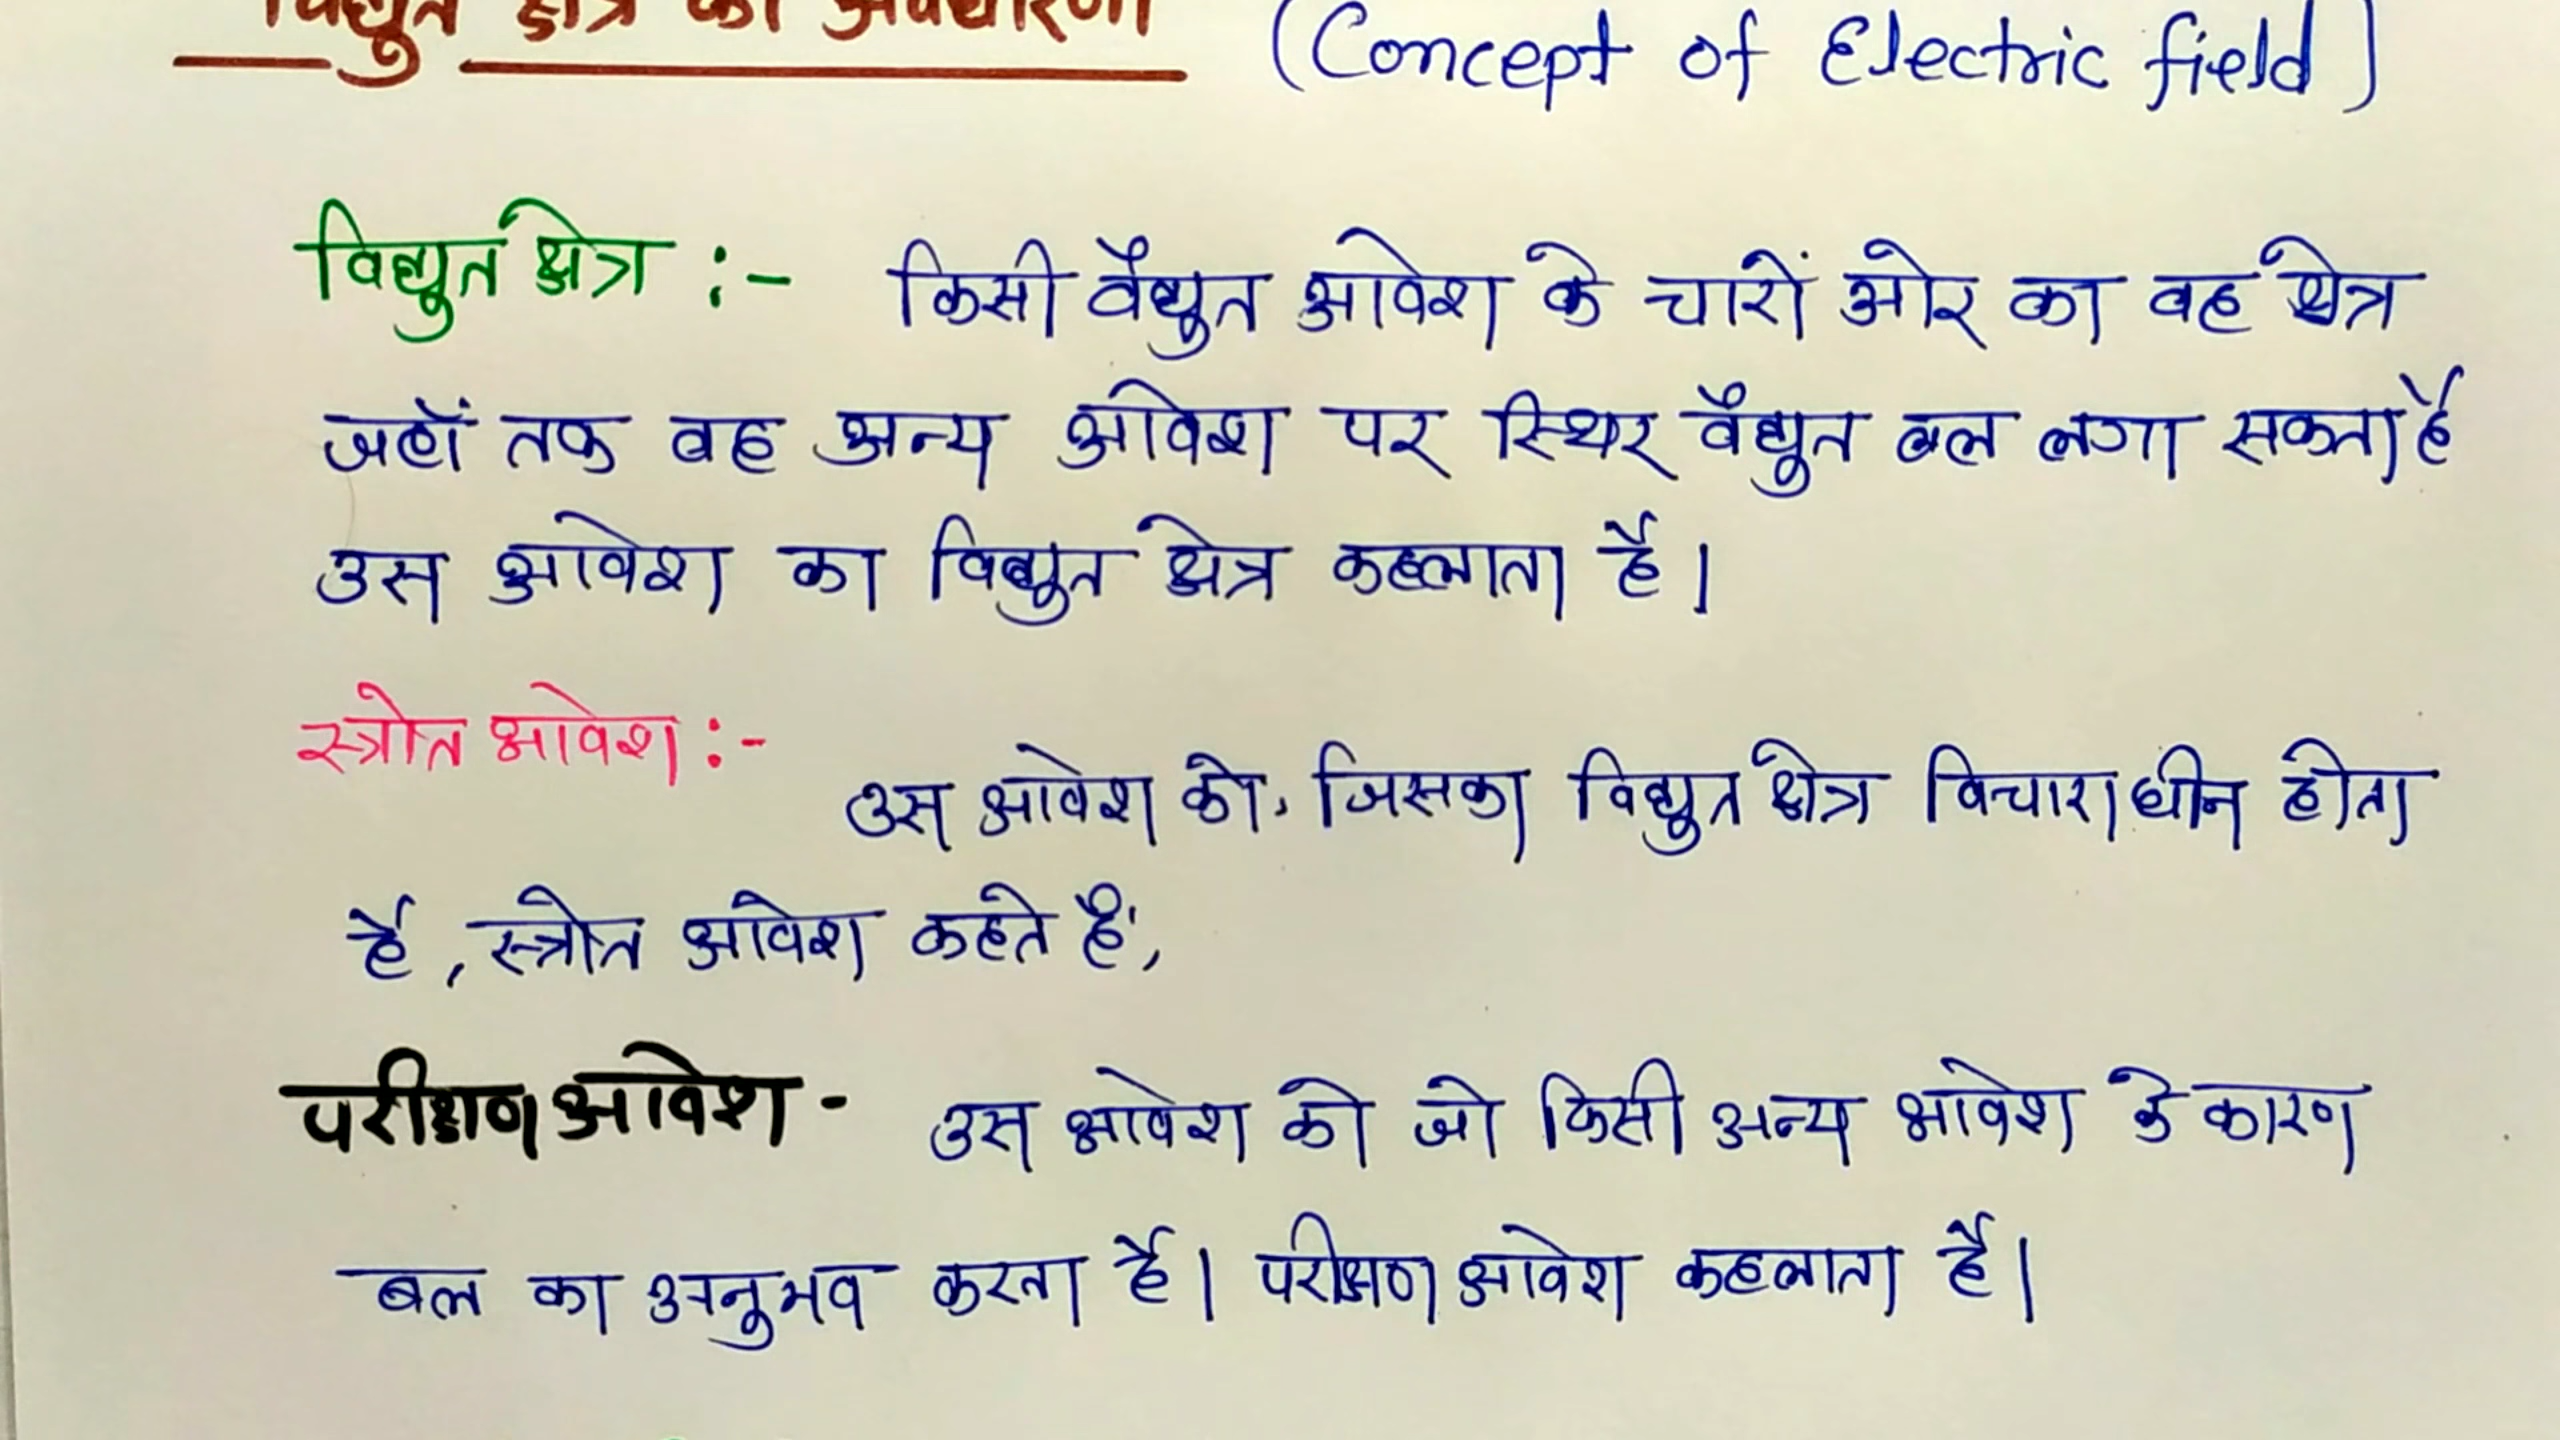 विद्युत क्षेत्र की अवधारणा (Concept of Electric field)
विद्युत क्षेत्र :- किसी वैद्युत आवेश के चारों ओर का वह क्षेत्र
जहाँ तक वह अन्य आवेश पर स्थिर वैद्युत बल लगा सकता है
उस आवेश का विद्युत क्षेत्र कहलाता है।
स्त्रोत आवेश :-
उस आवेश को, जिसका विद्युत क्षेत्र विचाराधीन होता
है, स्त्रोत आवेश कहते हैं,
परीक्षण आवेश - उस आवेश को जो किसी अन्य आवेश के कारण
बल का अनुभव करता है। परीक्षण आवेश कहलाता है।